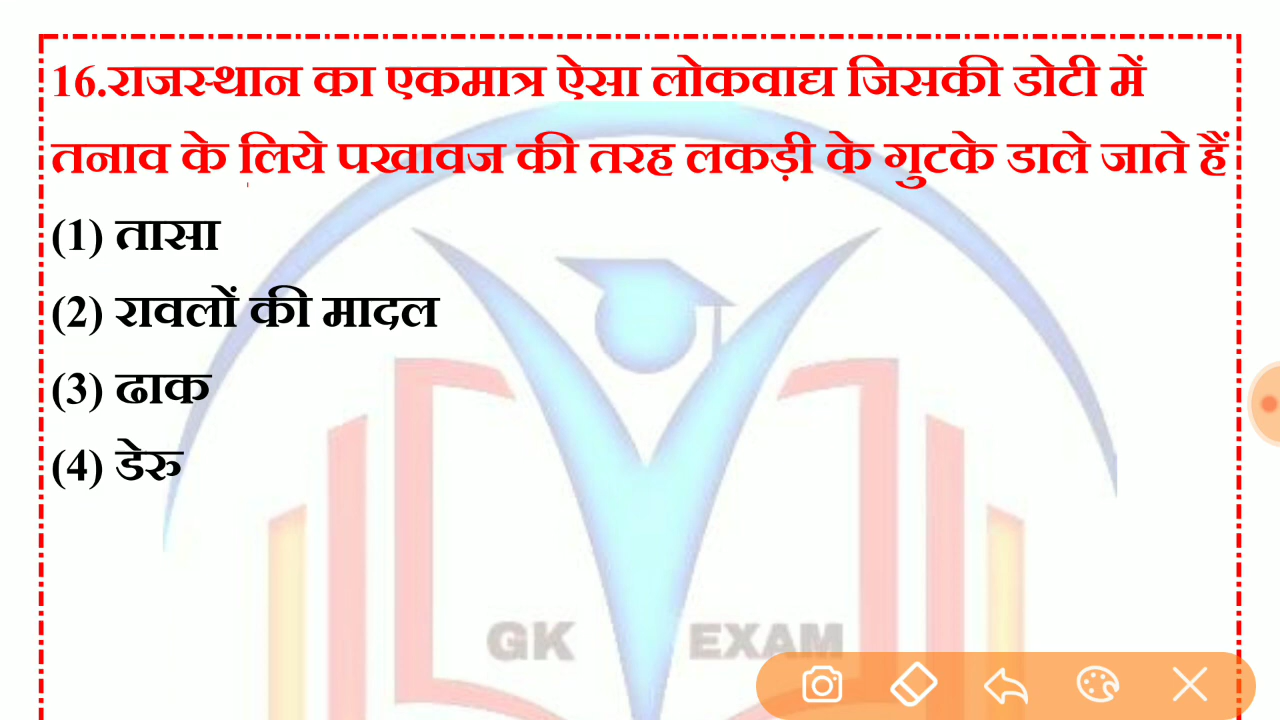 16.राजस्थान का एकमात्र ऐसा लोकवाद्य जिसकी डोटी में
तनाव के लिये पखावज की तरह लकड़ी के गुटके डाले जाते हैं
(1) तासा
(2) रावलों की मादल
(3) ढाक
(4) डेरु
GK EXAM